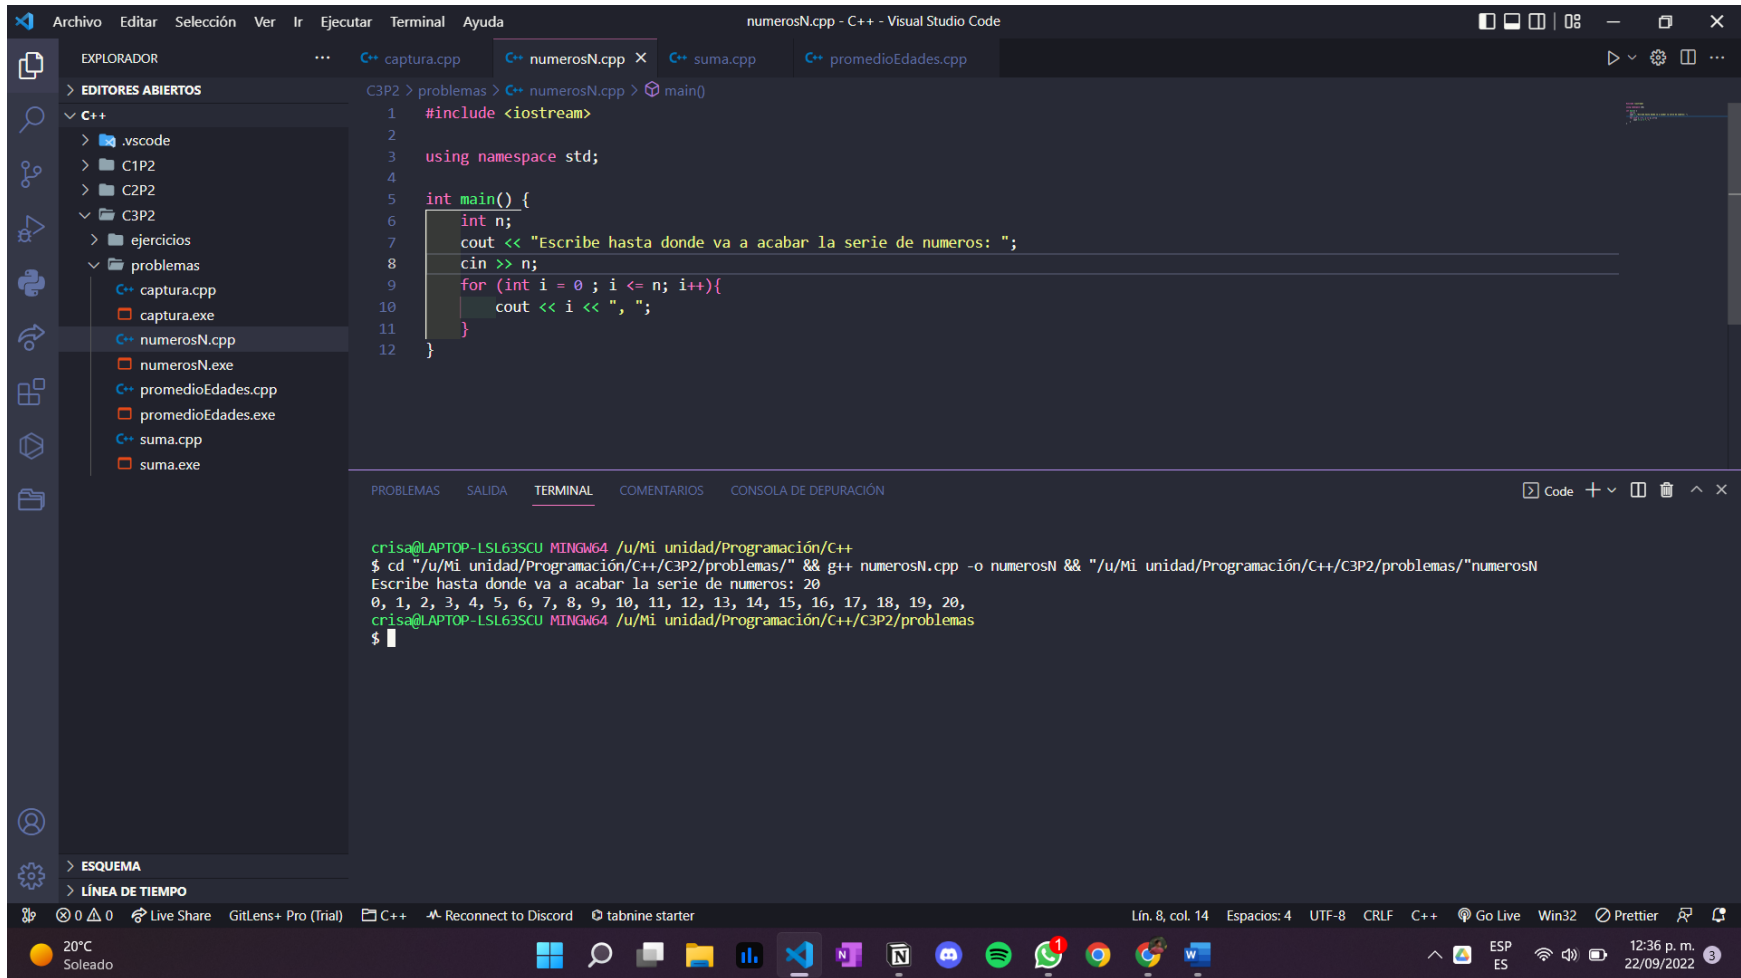 Archivo Editar Selección Ver Ir Ejecutar Terminal Ayuda
numerosN.cpp - C++ - Visual Studio Code
EXPLORADOR
EDITORES ABIERTOS
C++
.vscode
C1P2
C2P2
C3P2
ejercicios
problemas
captura.cpp
captura.exe
numerosN.cpp
numerosN.exe
promedioEdades.cpp
promedioEdades.exe
suma.cpp
suma.exe
ESQUEMA
LÍNEA DE TIEMPO
captura.cpp numerosN.cpp suma.cpp promedioEdades.cpp
C3P2 > problemas > numerosN.cpp > main()
1 #include <iostream>
2
3 using namespace std;
4
5 int main() {
6 int n;
7 cout << "Escribe hasta donde va a acabar la serie de numeros: ";
8 cin >> n;
9 for (int i = 0 ; i <= n; i++){
10 cout << i << ", ";
11 }
12 }
PROBLEMAS SALIDA TERMINAL COMENTARIOS CONSOLA DE DEPURACIÓN
Code
crisa@LAPTOP-LSL63SCU MINGW64 /u/Mi unidad/Programación/C++
$ cd "/u/Mi unidad/Programación/C++/C3P2/problemas/" && g++ numerosN.cpp -o numerosN && "/u/Mi unidad/Programación/C++/C3P2/problemas/"numerosN
Escribe hasta donde va a acabar la serie de numeros: 20
0, 1, 2, 3, 4, 5, 6, 7, 8, 9, 10, 11, 12, 13, 14, 15, 16, 17, 18, 19, 20,
crisa@LAPTOP-LSL63SCU MINGW64 /u/Mi unidad/Programación/C++/C3P2/problemas
$
0 0 Live Share GitLens+ Pro (Trial) C++ Reconnect to Discord tabnine starter
Lín. 8, col. 14 Espacios: 4 UTF-8 CRLF C++ Go Live Win32 Prettier
20°C
Soleado
1
ESP
ES
12:36 p. m.
22/09/2022
3